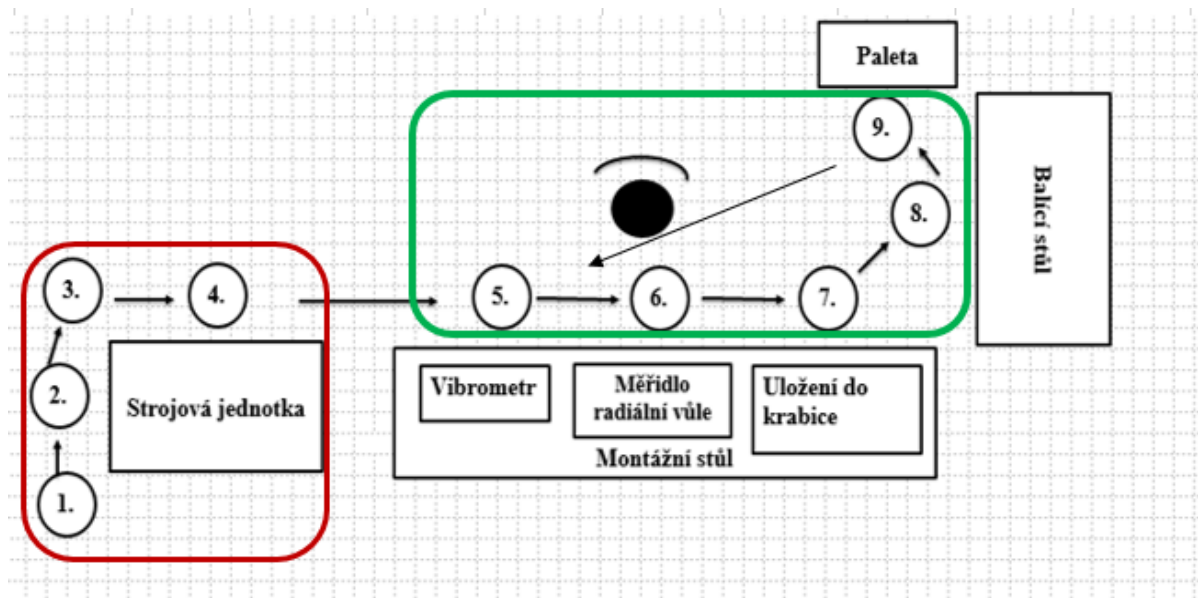 Paleta
9.
8.
Balící stůl
3.
4.
5.
6.
7.
2.
Strojová jednotka
1.
Vibrometr
Měřidlo
radiální vůle
Uložení do
krabice
Montážní stůl